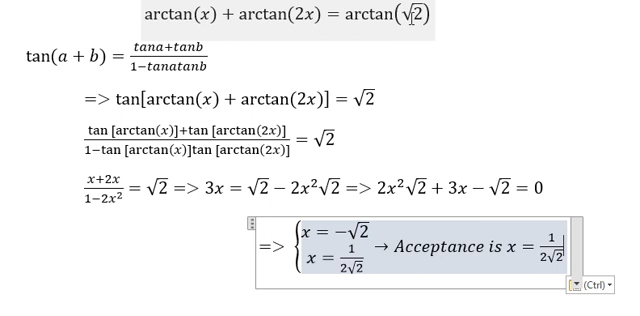 arctan(x) + arctan(2x) = arctan(√2)
tan(a + b) = (tana+tanb)/(1−tanatanb)
=> tan[arctan(x) + arctan(2x)] = √2
(tan [arctan(x)]+tan [arctan(2x)])/(1−tan [arctan(x)]tan [arctan(2x)]) = √2
(x+2x)/(1−2x²) = √2 => 3x = √2 − 2x²√2 => 2x²√2 + 3x − √2 = 0
=> { x = −√2
x = 1/(2√2) → Acceptance is x = 1/(2√2)
(Ctrl)